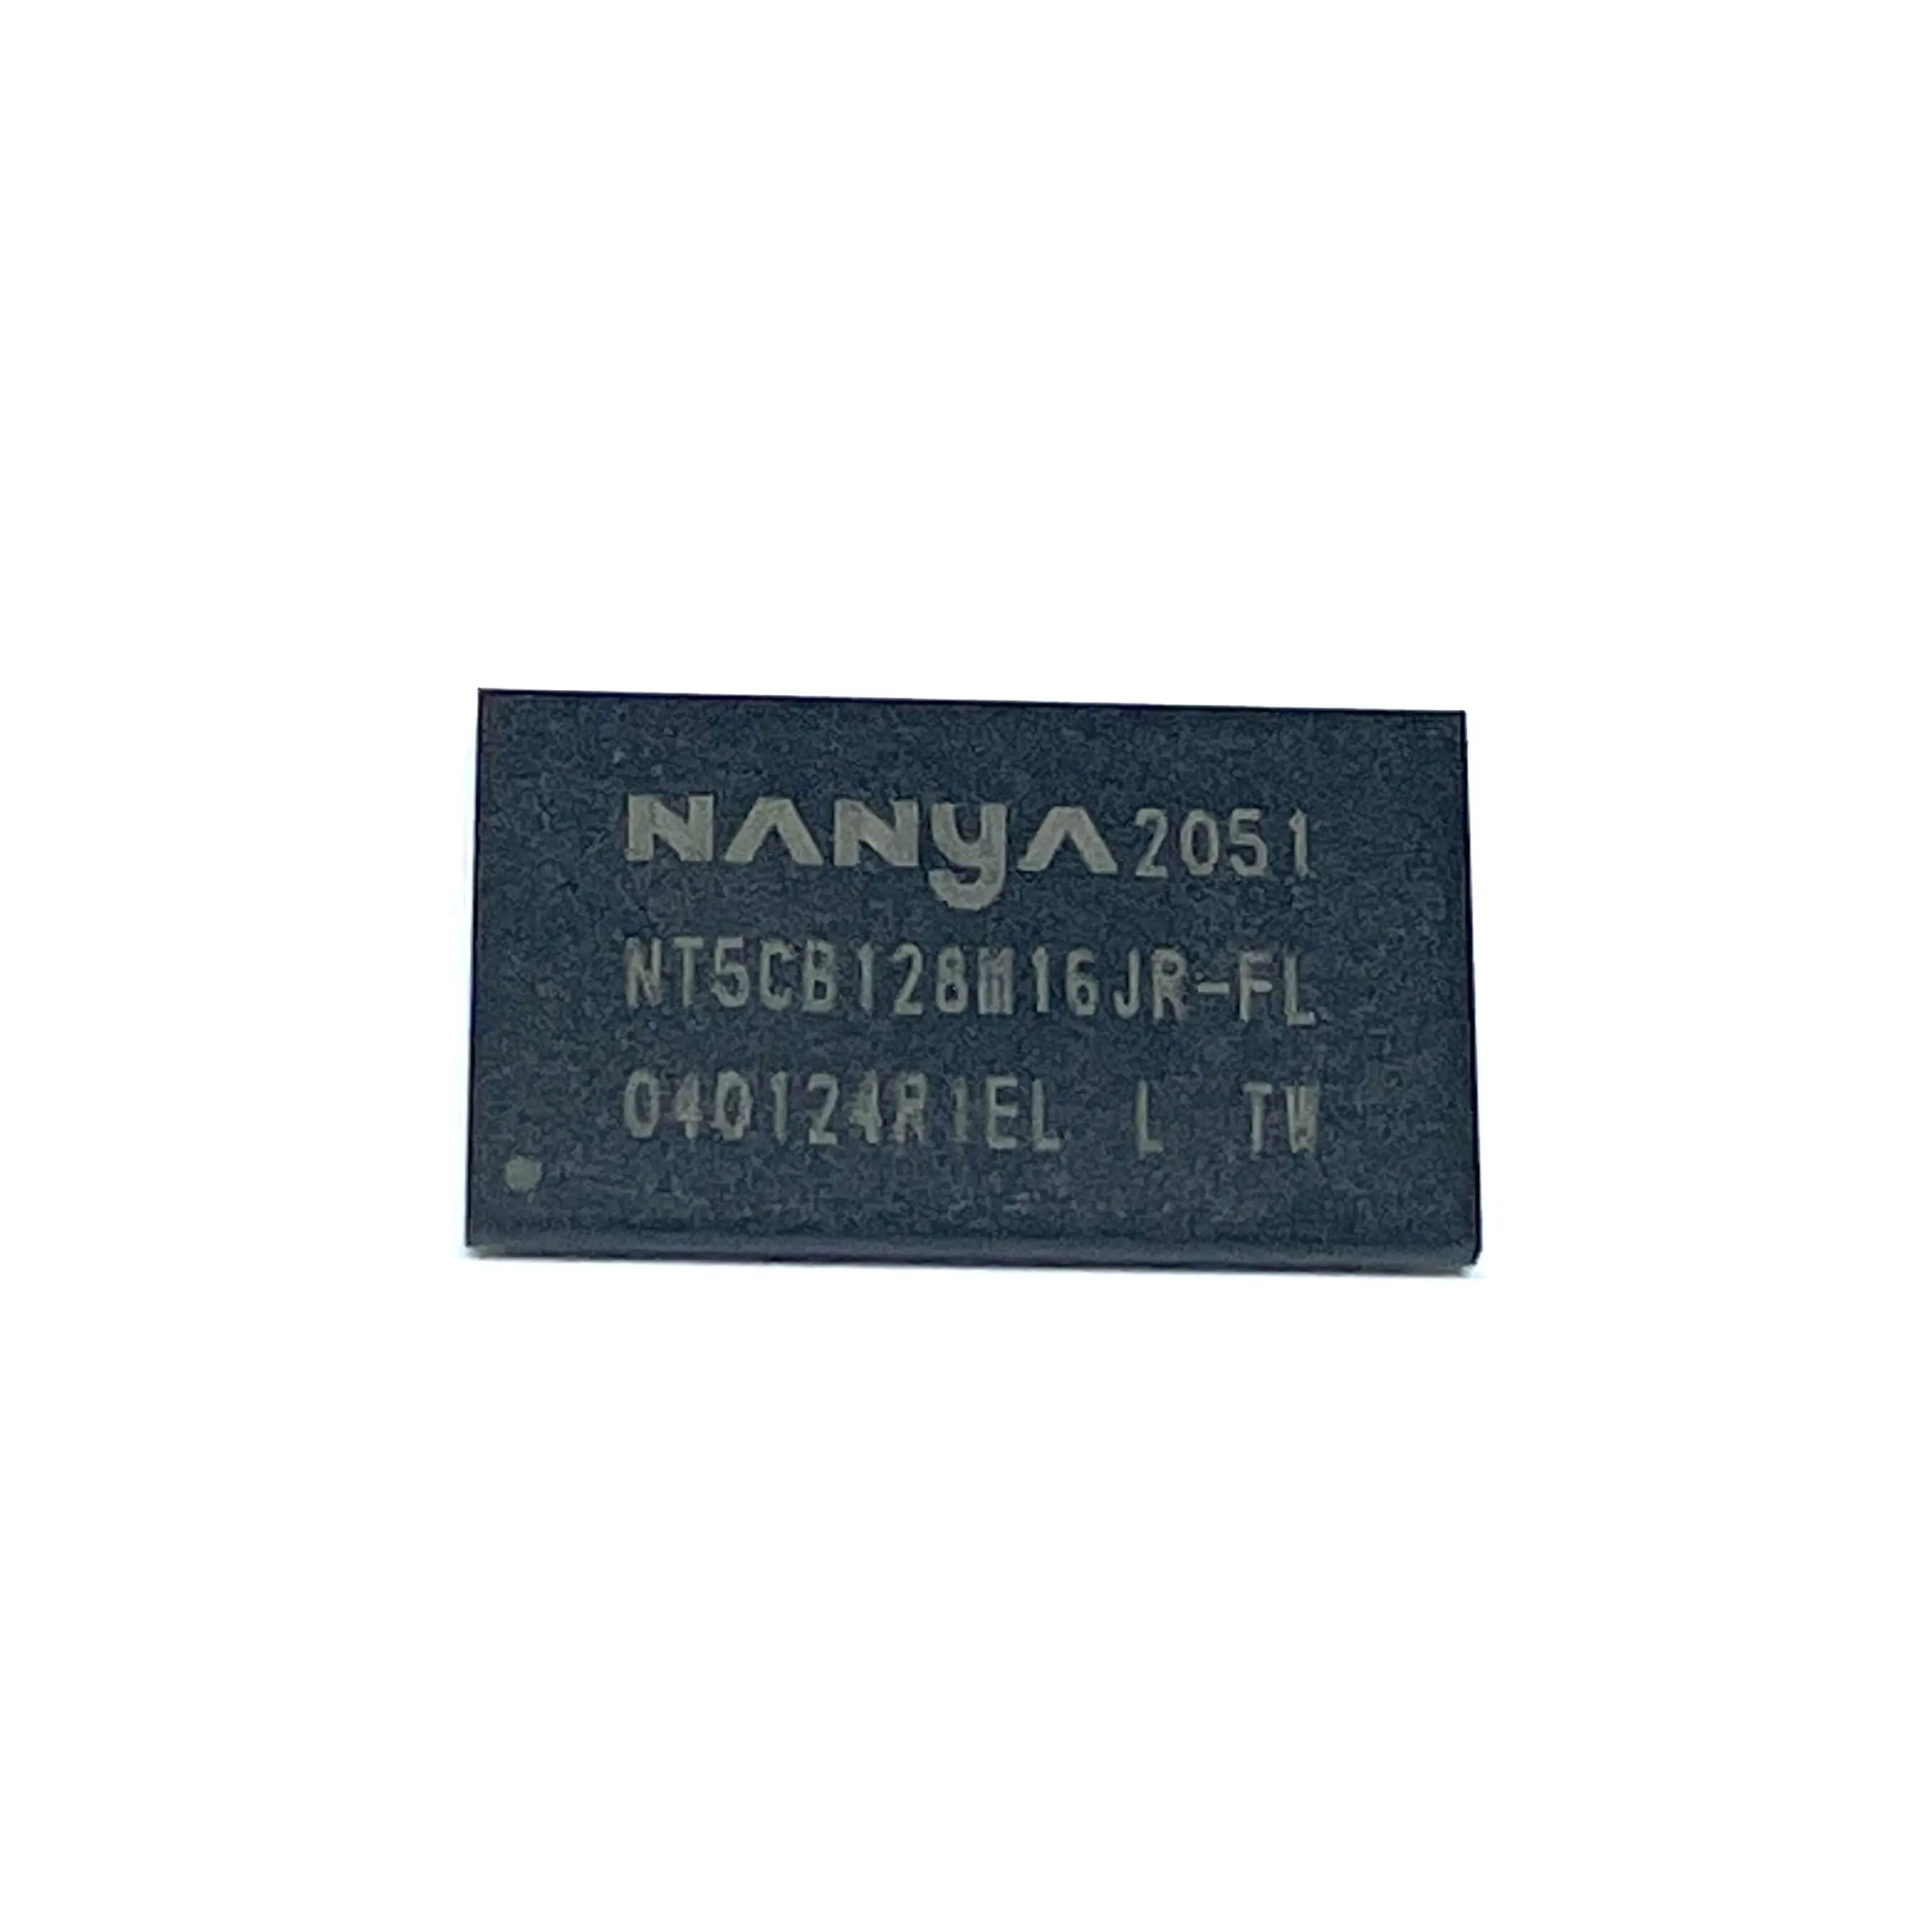 NANYA 2051
NT5CB128M16JR-FL
040124R1EL L TW